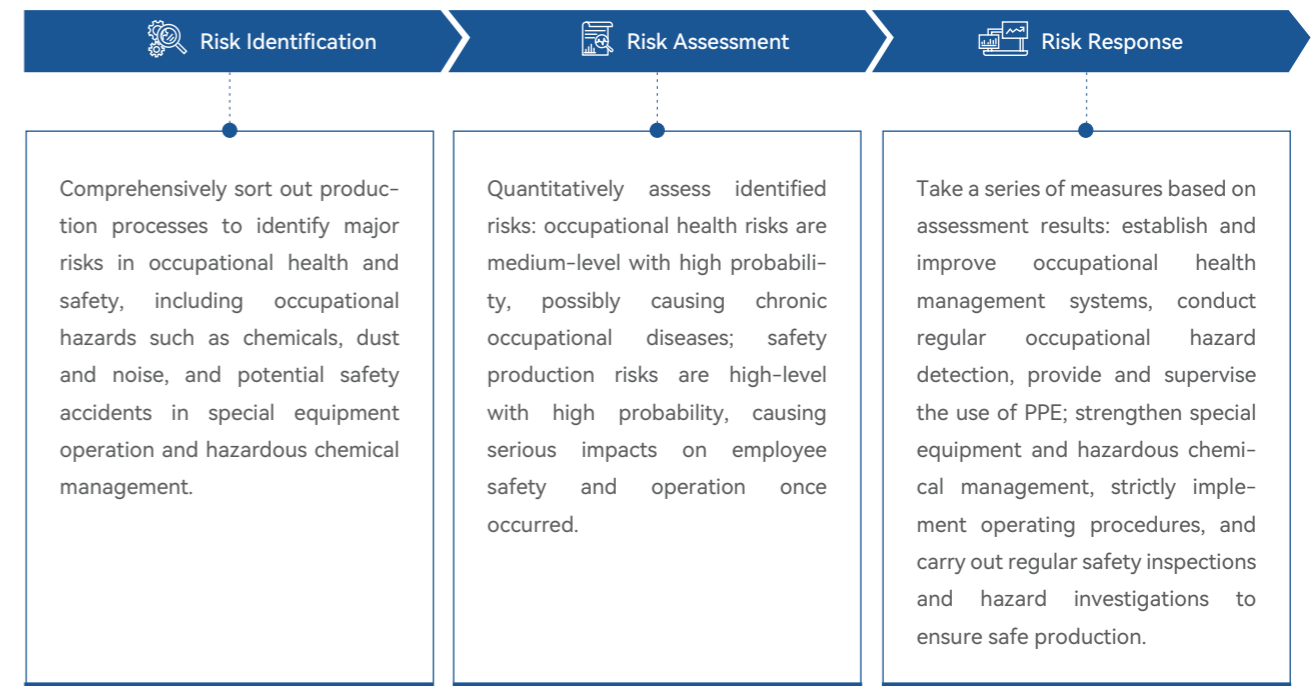 Risk Identification
Risk Assessment
Risk Response
Comprehensively sort out produc-
tion processes to identify major
risks in occupational health and
safety, including occupational
hazards such as chemicals, dust
and noise, and potential safety
accidents in special equipment
operation and hazardous chemical
management.
Quantitatively assess identified
risks: occupational health risks are
medium-level with high probabili-
ty, possibly causing chronic
occupational diseases; safety
production risks are high-level
with high probability, causing
serious impacts on employee
safety and operation once
occurred.
Take a series of measures based on
assessment results: establish and
improve occupational health
management systems, conduct
regular occupational hazard
detection, provide and supervise
the use of PPE; strengthen special
equipment and hazardous chemi-
cal management, strictly imple-
ment operating procedures, and
carry out regular safety inspections
and hazard investigations to
ensure safe production.